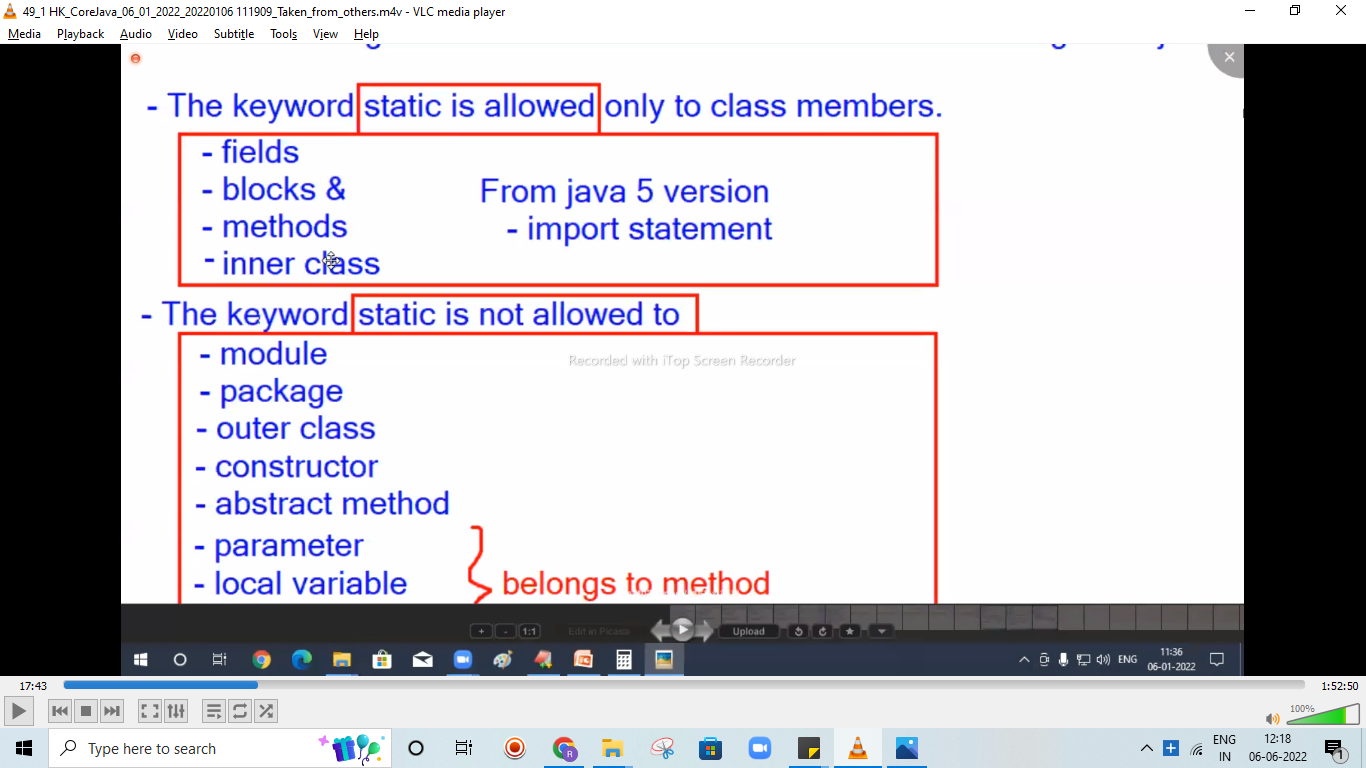 49_1 HK_CoreJava_06_01_2022_20220106 111909_Taken_from_others.m4v - VLC media player
Media Playback Audio Video Subtitle Tools View Help
- The keyword static is allowed only to class members.
- fields
- blocks &
- methods
- inner class
From java 5 version
- import statement
- The keyword static is not allowed to
Recorded with iTop Screen Recorder
- module
- package
- outer class
- constructor
- abstract method
- parameter
- local variable
belongs to method
+ - 1:1 Edit in Picasa Upload
ENG 11:36
06-01-2022
17:43 1:52:50
100%
Type here to search
ENG 12:18
IN 06-06-2022 1